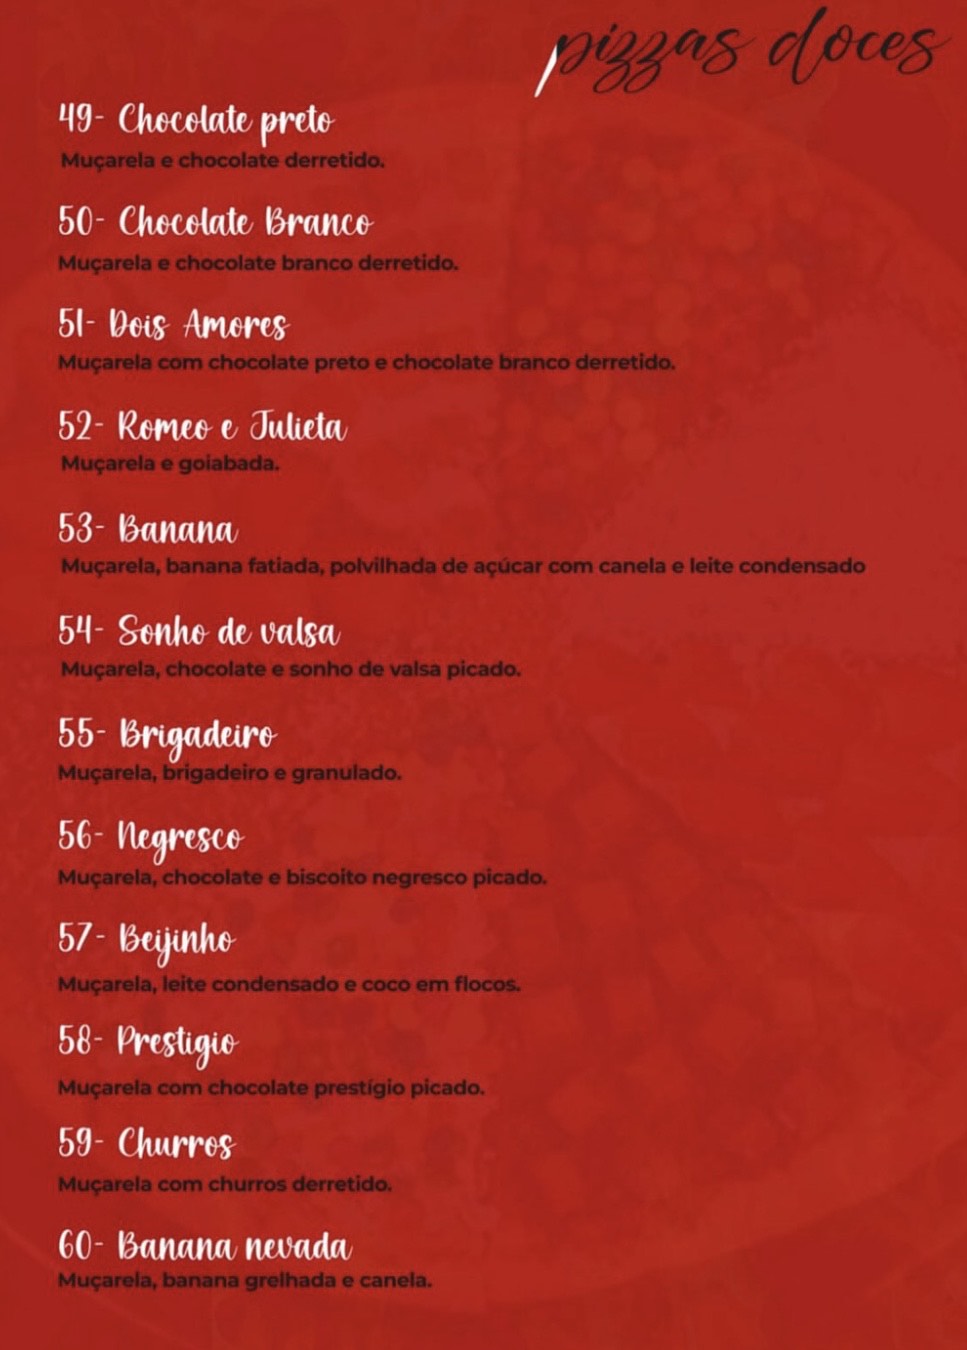 pizzas doces
49- Chocolate preto
Muçarela e chocolate derretido.
50- Chocolate Branco
Muçarela e chocolate branco derretido.
51- Dois Amores
Muçarela com chocolate preto e chocolate branco derretido.
52- Romeo e Julieta
Muçarela e goiabada.
53- Banana
Muçarela, banana fatiada, polvilhada de açúcar com canela e leite condensado
54- Sonho de valsa
Muçarela, chocolate e sonho de valsa picado.
55- Brigadeiro
Muçarela, brigadeiro e granulado.
56- Negresco
Muçarela, chocolate e biscoito negresco picado.
57- Beijinho
Muçarela, leite condensado e coco em flocos.
58- Prestigio
Muçarela com chocolate prestígio picado.
59- Churros
Muçarela com churros derretido.
60- Banana nevada
Muçarela, banana grelhada e canela.